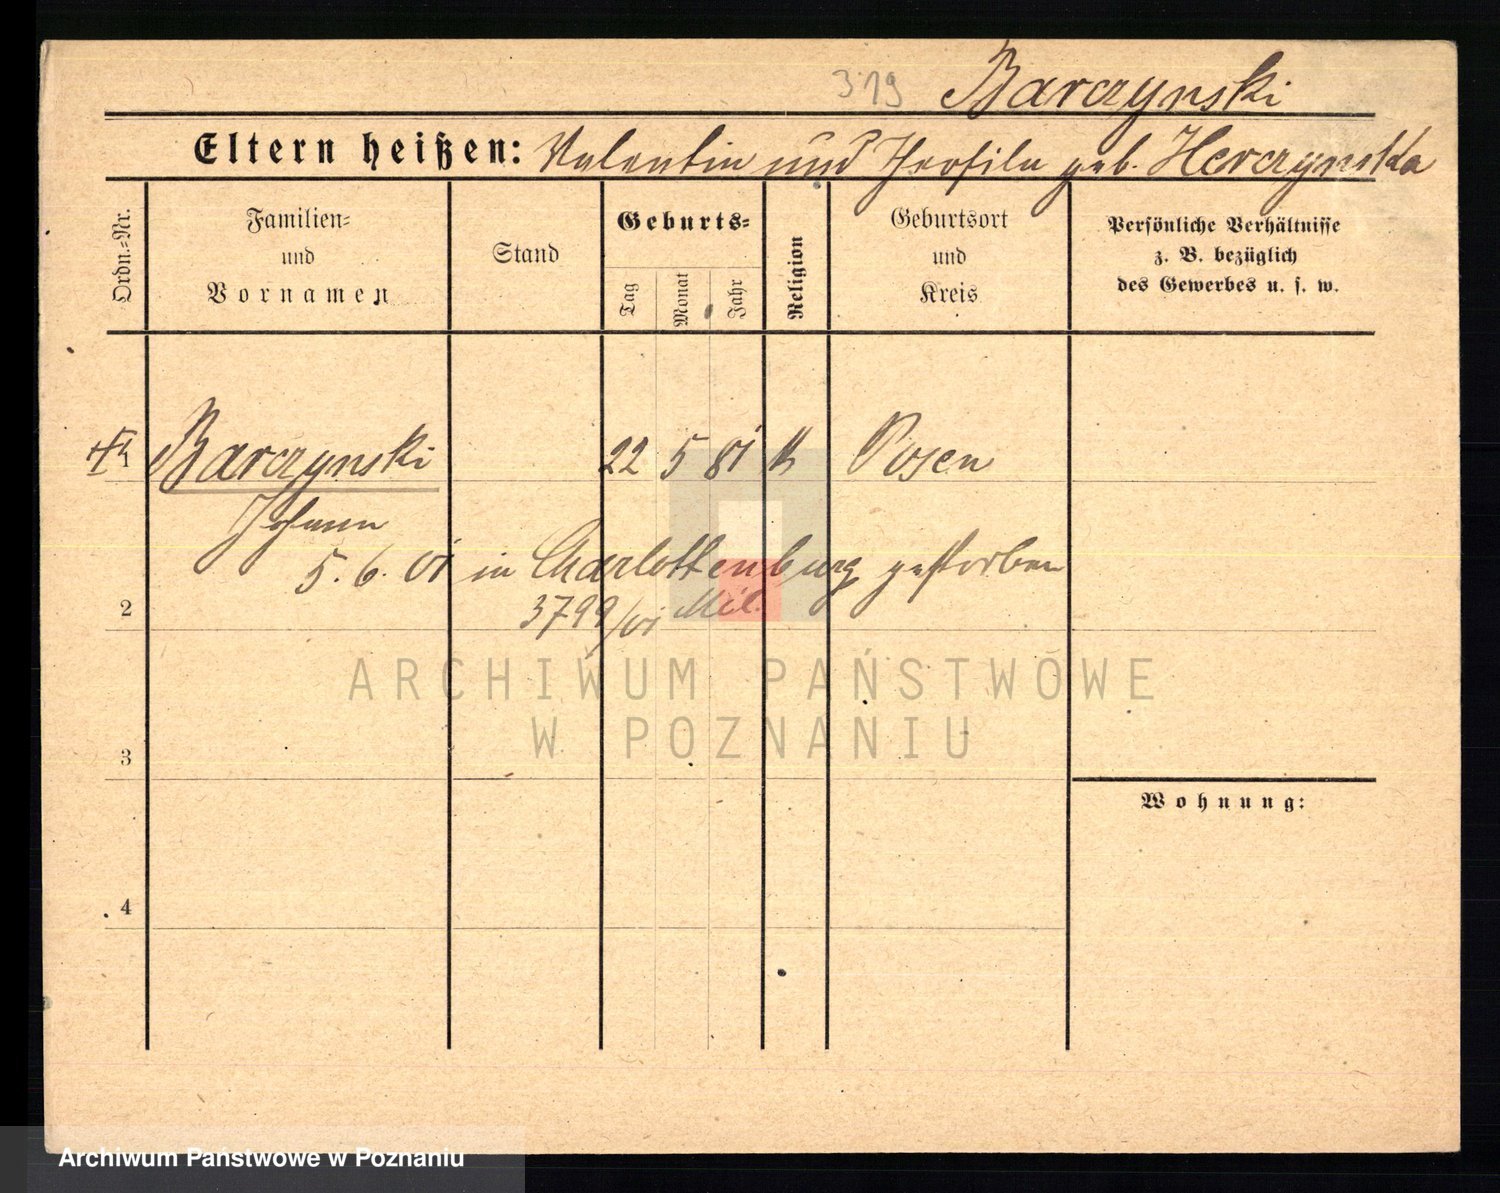 319 Barczynski
Eltern heißen: Valentin und Theofila geb. Herczynska
Ordn.=Nr.
Familien=
und
Vornamen
Stand
Geburts=
Tag
Monat
Jahr
Religion
Geburtsort
und
Kreis
Persönliche Verhältnisse
z. B. bezüglich
des Gewerbes u. s. w.
1 Barczynski 22 5 81 k Posen
Johann
5. 6. 01 in Charlottenburg gestorben
2 3799/01 Mil.
ARCHIWUM PAŃSTWOWE
W POZNANIU
3
Wohnung:
4
Archiwum Państwowe w Poznaniu